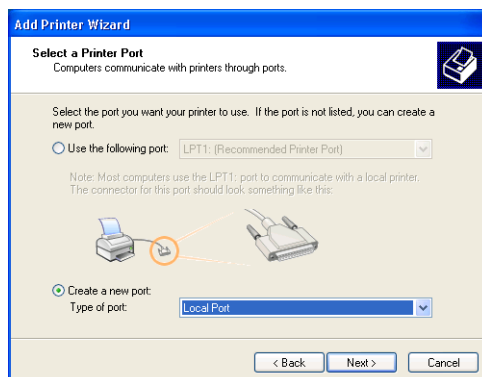 Add Printer Wizard
Select a Printer Port
Computers communicate with printers through ports.
Select the port you want your printer to use. If the port is not listed, you can create a
new port.
Use the following port: LPT1: (Recommended Printer Port)
Note: Most computers use the LPT1: port to communicate with a local printer.
The connector for this port should look something like this:
Create a new port:
Type of port: Local Port
< Back Next > Cancel